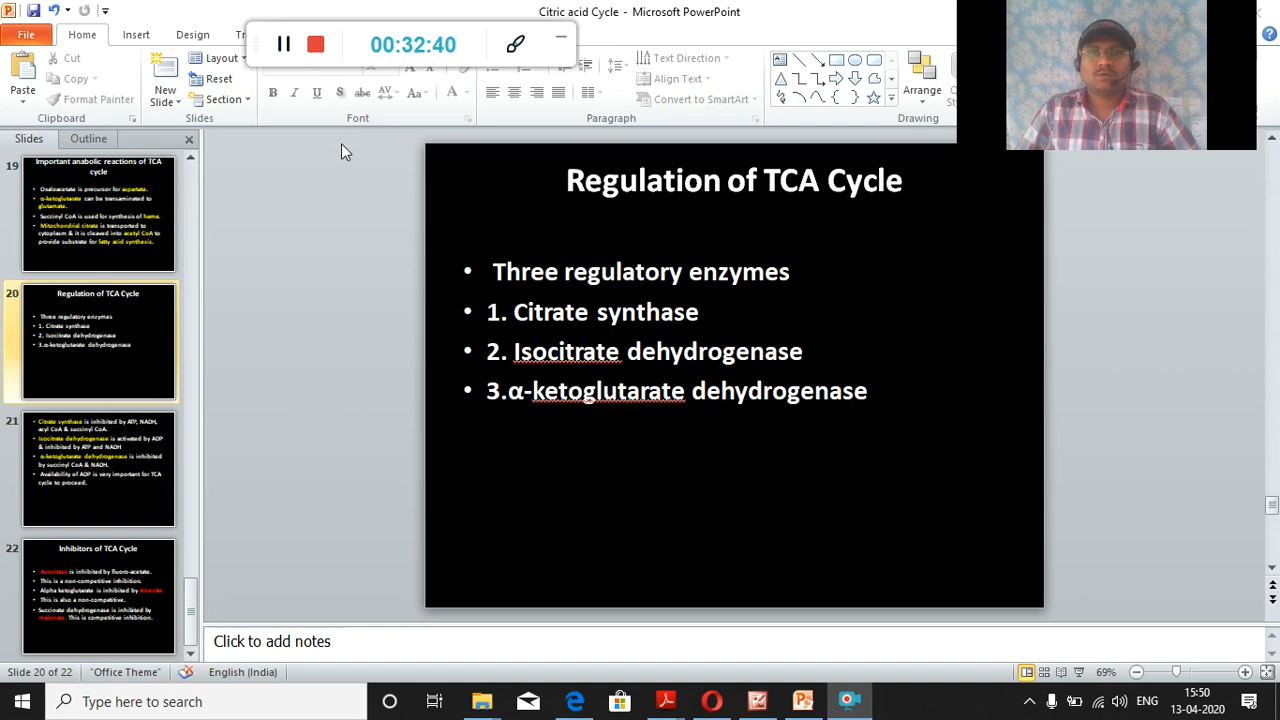 Citric acid Cycle - Microsoft PowerPoint
File
Home
Insert
Design
00:32:40
Cut
Copy
Format Painter
Paste
Clipboard
New Slide
Layout
Reset
Section
Slides
B I U S abc AV Aa A
Font
Text Direction
Align Text
Convert to SmartArt
Paragraph
Arrange
Drawing
Slides
Outline
19
Important anabolic reactions of TCA
cycle
• Oxaloacetate is precursor for aspartate.
• α-ketoglutarate can be transaminated to
glutamate.
• Succinyl CoA is used for synthesis of heme.
• Mitochondrial citrate is transported to
cytoplasm & it is cleaved into acetyl CoA to
provide substrate for fatty acid synthesis.
20
Regulation of TCA Cycle
• Three regulatory enzymes
• 1. Citrate synthase
• 2. Isocitrate dehydrogenase
• 3.α-ketoglutarate dehydrogenase
21
• Citrate synthase is inhibited by ATP, NADH,
acyl CoA & succinyl CoA.
• Isocitrate dehydrogenase is activated by ADP
& inhibited by ATP and NADH
• α-ketoglutarate dehydrogenase is inhibited
by succinyl CoA & NADH.
• Availability of ADP is very important for TCA
cycle to proceed.
22
Inhibitors of TCA Cycle
• Aconitase is inhibited by fluoro-acetate.
• This is a non-competitive inhibition.
• Alpha ketoglutarate is inhibited by Arsenite.
• This is also a non-competitive.
• Succinate dehydrogenase is inhibited by
malonate. This is competitive inhibition.
Regulation of TCA Cycle
• Three regulatory enzymes
• 1. Citrate synthase
• 2. Isocitrate dehydrogenase
• 3.α-ketoglutarate dehydrogenase
Click to add notes
Slide 20 of 22
"Office Theme"
English (India)
69%
Type here to search
ENG
15:50
13-04-2020